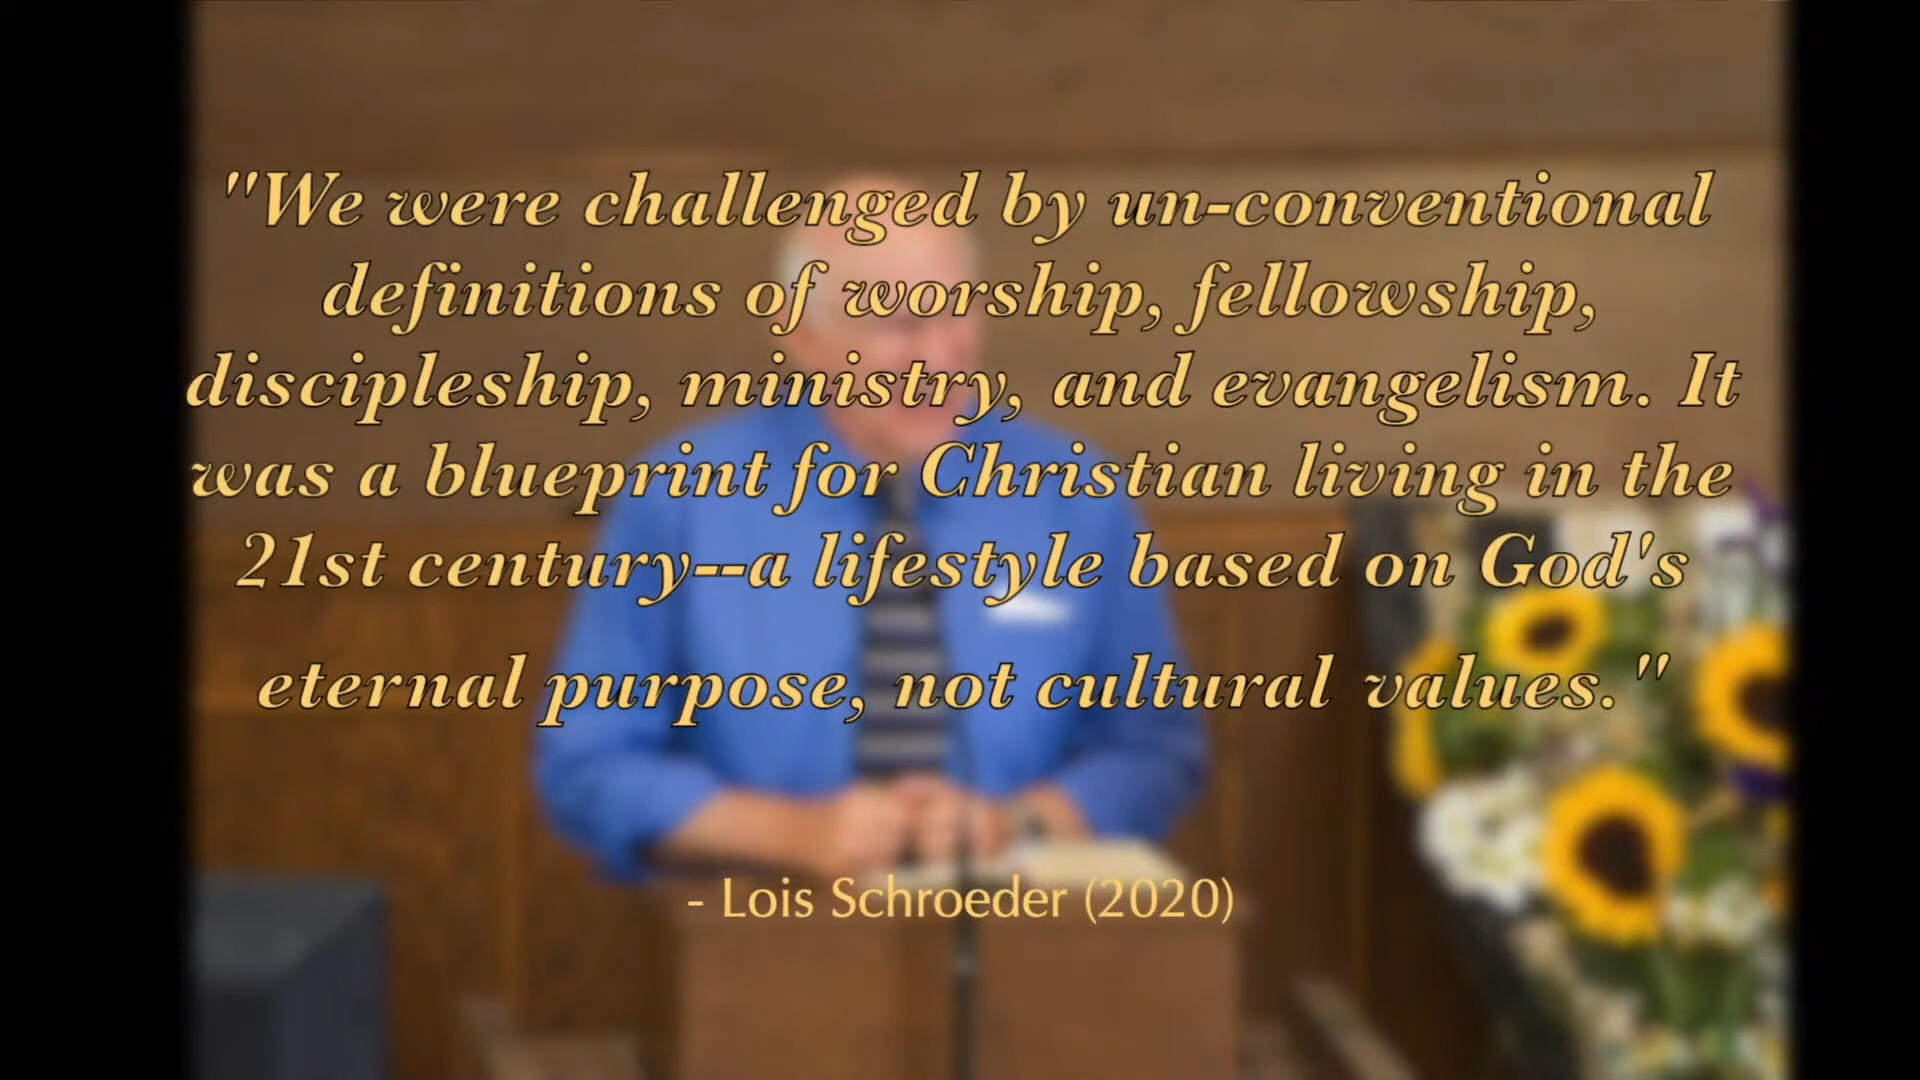 "We were challenged by un-conventional
definitions of worship, fellowship,
discipleship, ministry, and evangelism. It
was a blueprint for Christian living in the
21st century--a lifestyle based on God's
eternal purpose, not cultural values."
- Lois Schroeder (2020)